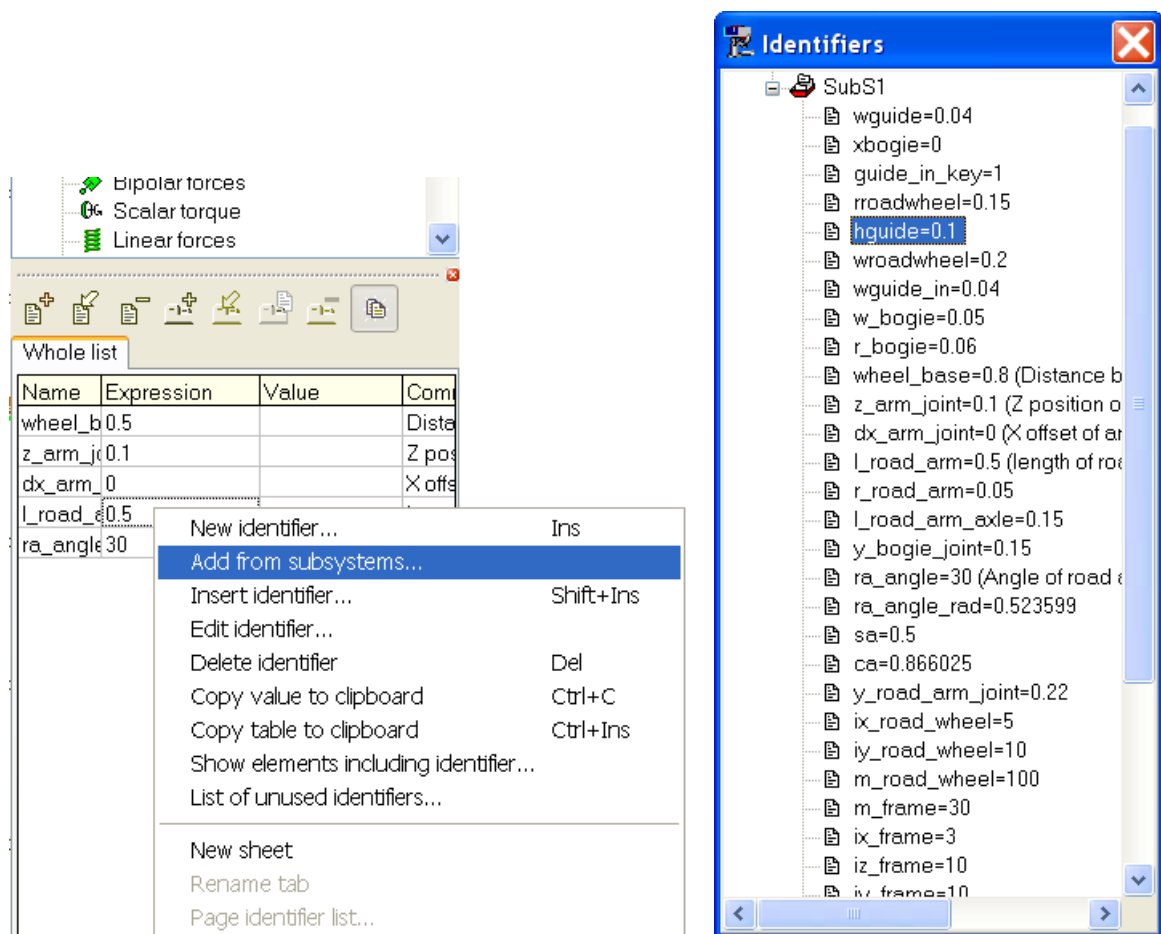 Bipolar forces
Scalar torque
Linear forces
Whole list
Name Expression Value Com
wheel_b 0.5 Dista
z_arm_j 0.1 Z pos
dx_arm_ 0 X offs
l_road_a 0.5
ra_angle 30
New identifier... Ins
Add from subsystems...
Insert identifier... Shift+Ins
Edit identifier...
Delete identifier Del
Copy value to clipboard Ctrl+C
Copy table to clipboard Ctrl+Ins
Show elements including identifier...
List of unused identifiers...
New sheet
Rename tab
Page identifier list...
Identifiers
SubS1
wguide=0.04
xbogie=0
guide_in_key=1
rroadwheel=0.15
hguide=0.1
wroadwheel=0.2
wguide_in=0.04
w_bogie=0.05
r_bogie=0.06
wheel_base=0.8 (Distance b
z_arm_joint=0.1 (Z position o
dx_arm_joint=0 (X offset of ar
l_road_arm=0.5 (length of roa
r_road_arm=0.05
l_road_arm_axle=0.15
y_bogie_joint=0.15
ra_angle=30 (Angle of road a
ra_angle_rad=0.523599
sa=0.5
ca=0.866025
y_road_arm_joint=0.22
ix_road_wheel=5
iy_road_wheel=10
m_road_wheel=100
m_frame=30
ix_frame=3
iz_frame=10
iy_frame=10